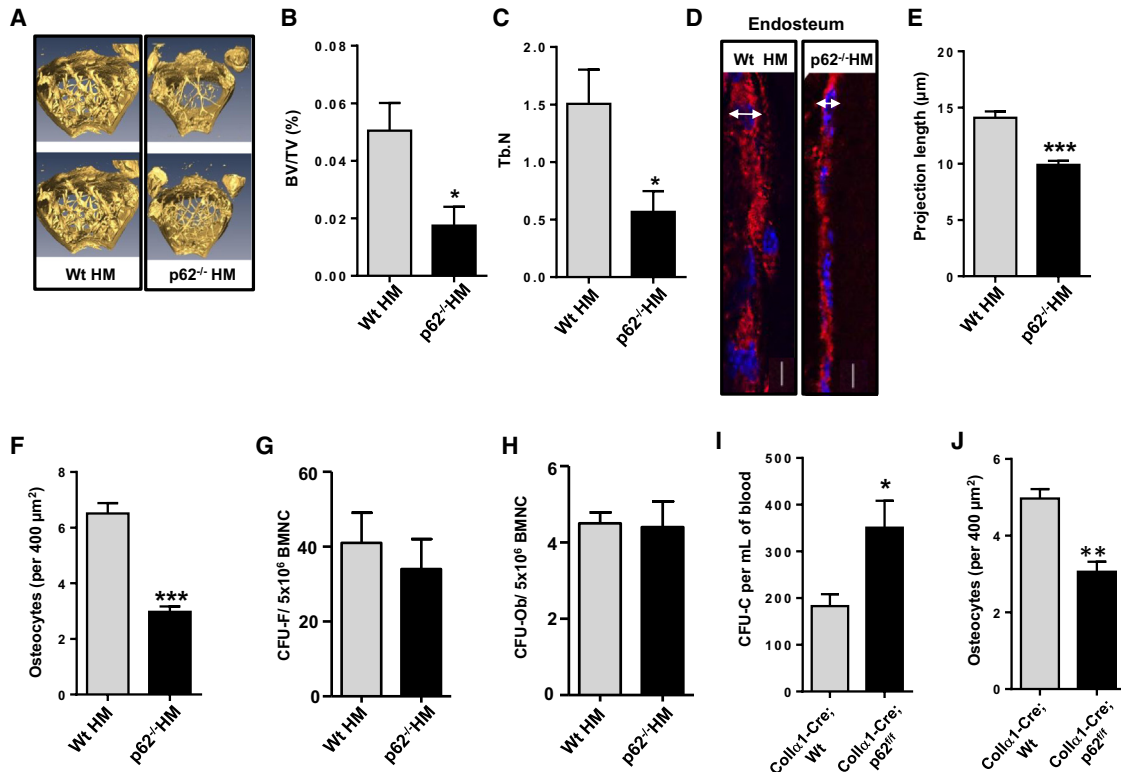 A
Wt HM
p62-/- HM
B
BV/TV (%)
0.08
0.06
0.04
0.02
0.00
*
Wt HM
p62-/-HM
C
Tb.N
2.0
1.5
1.0
0.5
0.0
*
Wt HM
p62-/-HM
D
Endosteum
Wt HM
p62-/-HM
E
Projection length (µm)
20
15
10
5
0
***
Wt HM
p62-/-HM
F
Osteocytes (per 400 µm2)
8
6
4
2
0
***
Wt HM
p62-/-HM
G
CFU-F/ 5x10⁶ BMNC
60
40
20
0
Wt HM
p62-/-HM
H
CFU-Ob/ 5x10⁶ BMNC
6
4
2
0
Wt HM
p62-/-HM
I
CFU-C per mL of blood
500
400
300
200
100
0
*
Collα1-Cre;
Wt
Collα1-Cre;
p62f/f
J
Osteocytes (per 400 µm2)
6
4
2
0
**
Collα1-Cre;
Wt
Collα1-Cre;
p62f/f